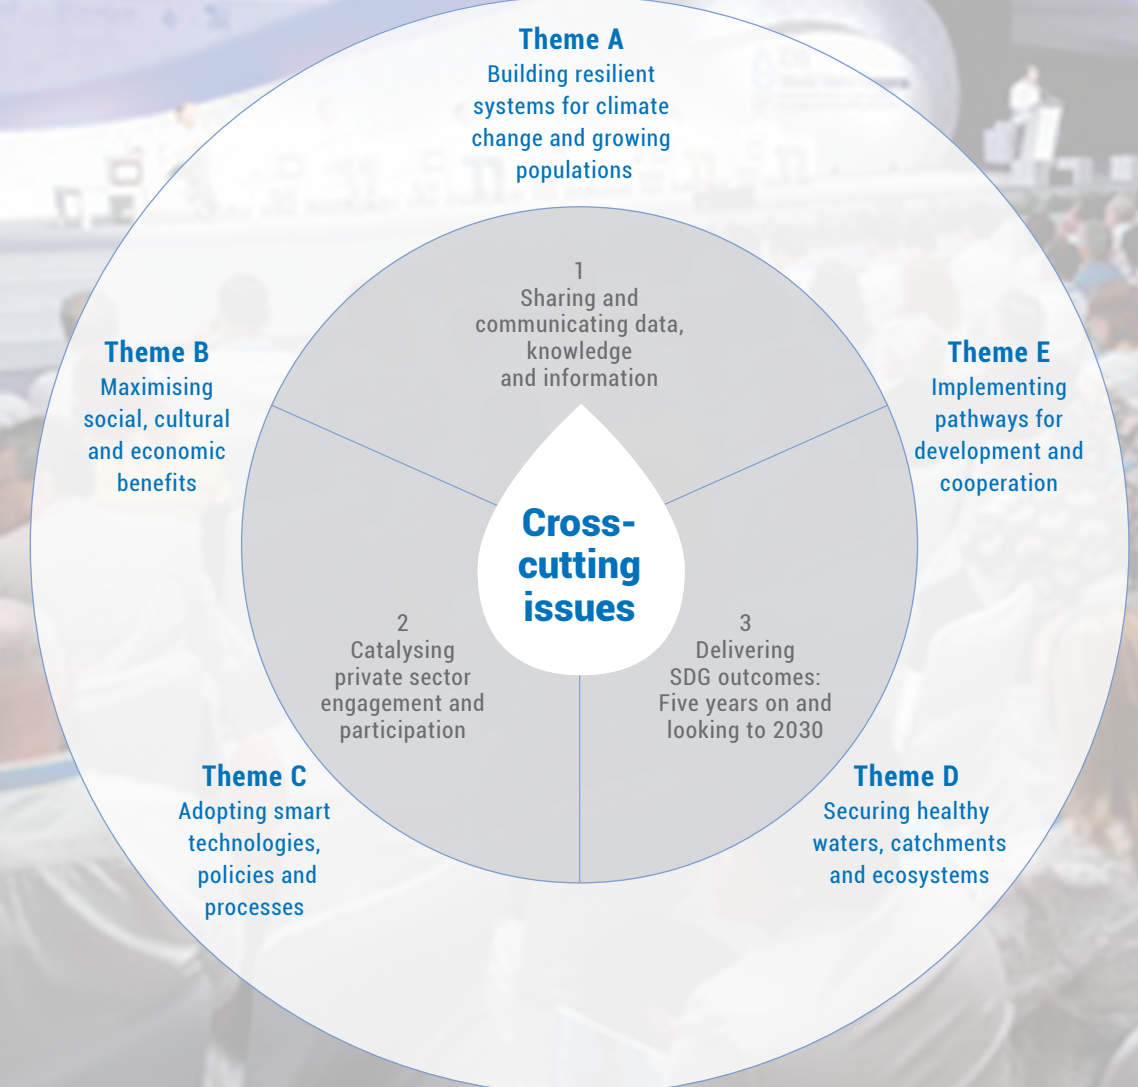 Theme A
Building resilient
systems for climate
change and growing
populations
1
Sharing and
communicating data,
knowledge
and information
Theme B
Maximising
social, cultural
and economic
benefits
Theme E
Implementing
pathways for
development and
cooperation
Cross-
cutting
issues
2
Catalysing
private sector
engagement and
participation
3
Delivering
SDG outcomes:
Five years on and
looking to 2030
Theme C
Adopting smart
technologies,
policies and
processes
Theme D
Securing healthy
waters, catchments
and ecosystems